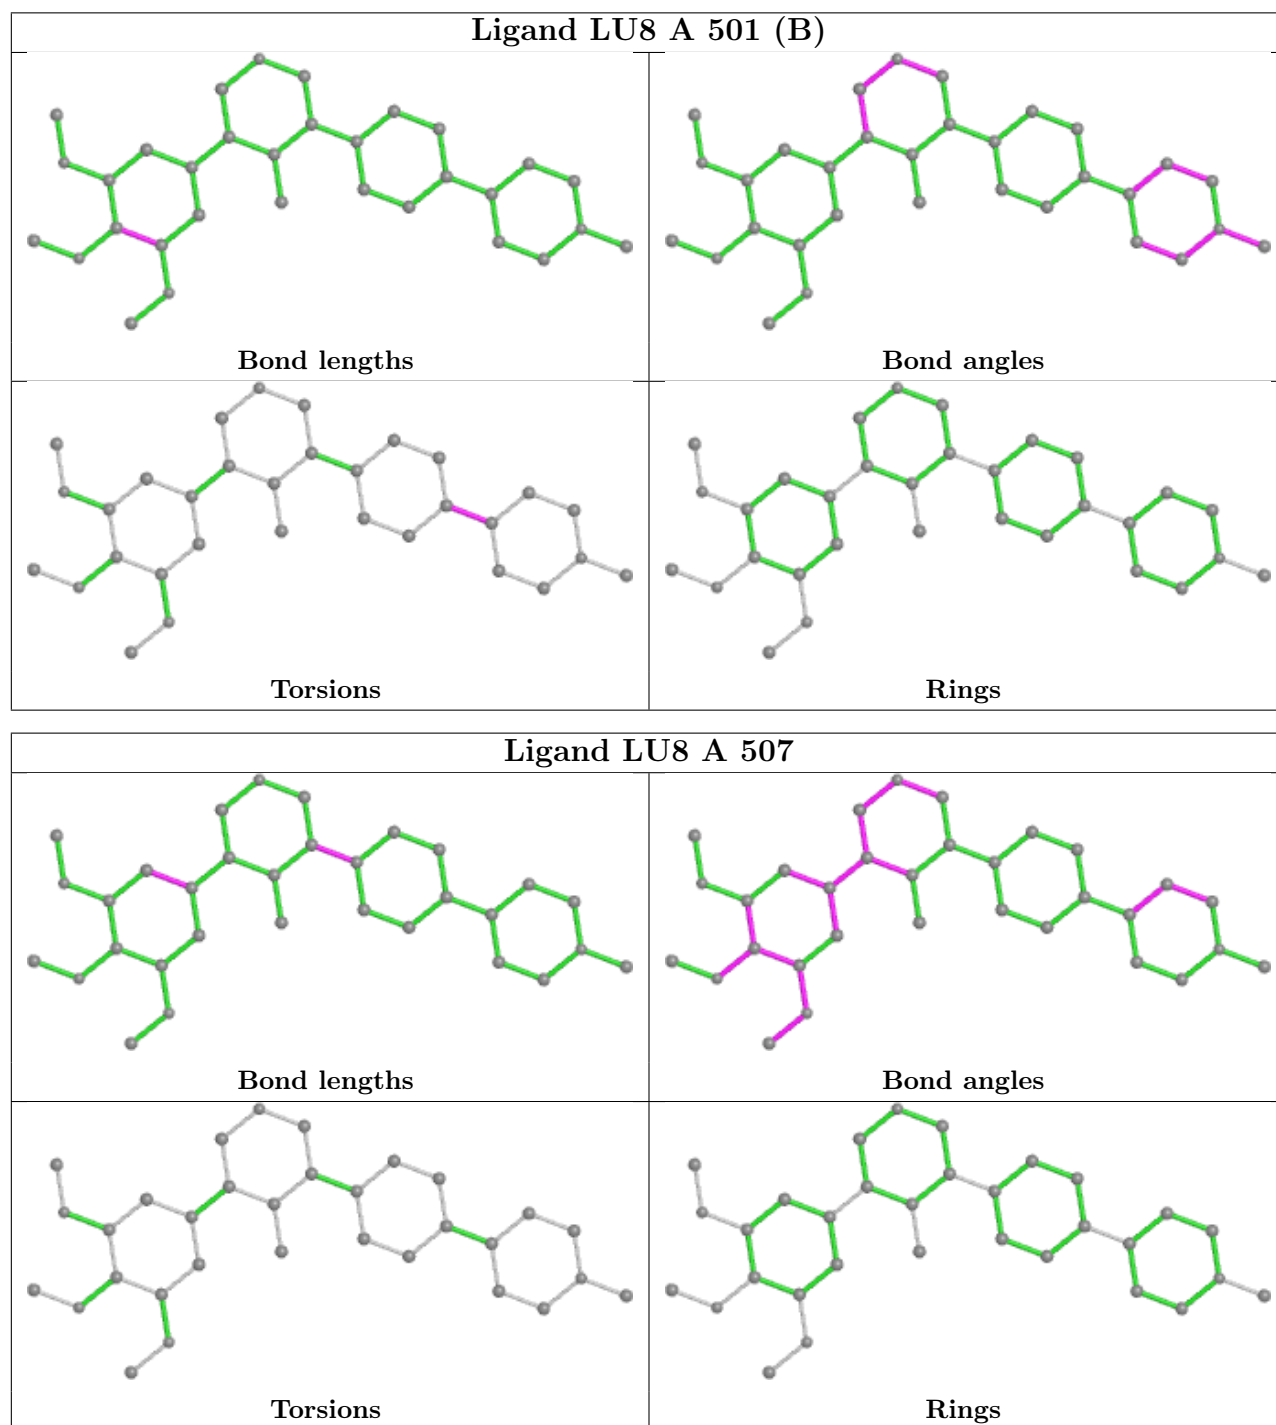 Ligand LU8 A 501 (B)
Bond lengths
Bond angles
Torsions
Rings
Ligand LU8 A 507
Bond lengths
Bond angles
Torsions
Rings